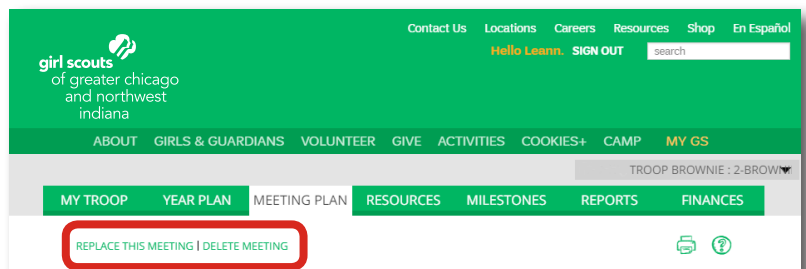 Contact Us Locations Careers Resources Shop En Español
Hello Leann. SIGN OUT search
girl scouts
of greater chicago
and northwest
indiana
ABOUT GIRLS & GUARDIANS VOLUNTEER GIVE ACTIVITIES COOKIES+ CAMP MY GS
TROOP BROWNIE : 2-BROWNI
MY TROOP YEAR PLAN MEETING PLAN RESOURCES MILESTONES REPORTS FINANCES
REPLACE THIS MEETING | DELETE MEETING ?